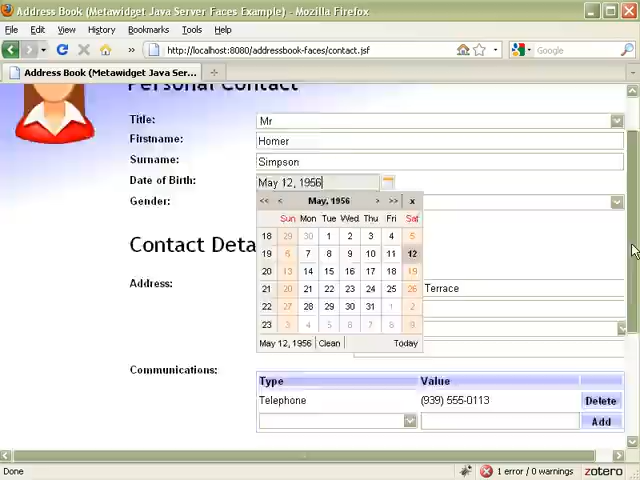 Address Book (Metawidget Java Server Faces Example) - Mozilla Firefox
File Edit View History Bookmarks Tools Help
http://localhost:8080/addressbook-faces/contact.jsf
Google
Address Book (Metawidget Java Ser...
Personal Contact
Title: Mr
Firstname: Homer
Surname: Simpson
Date of Birth: May 12, 1956
Gender:
<< < May, 1956 > >> x
Sun Mon Tue Wed Thu Fri Sat
18 29 30 1 2 3 4 5
19 6 7 8 9 10 11 12
20 13 14 15 16 17 18 19
21 20 21 22 23 24 25 26
22 27 28 29 30 31 1 2
23 3 4 5 6 7 8 9
May 12, 1956 Clean Today
Contact Deta
Address: Terrace
Communications:
Type Value
Telephone (939) 555-0113 Delete
Add
Done 1 error / 0 warnings zotero